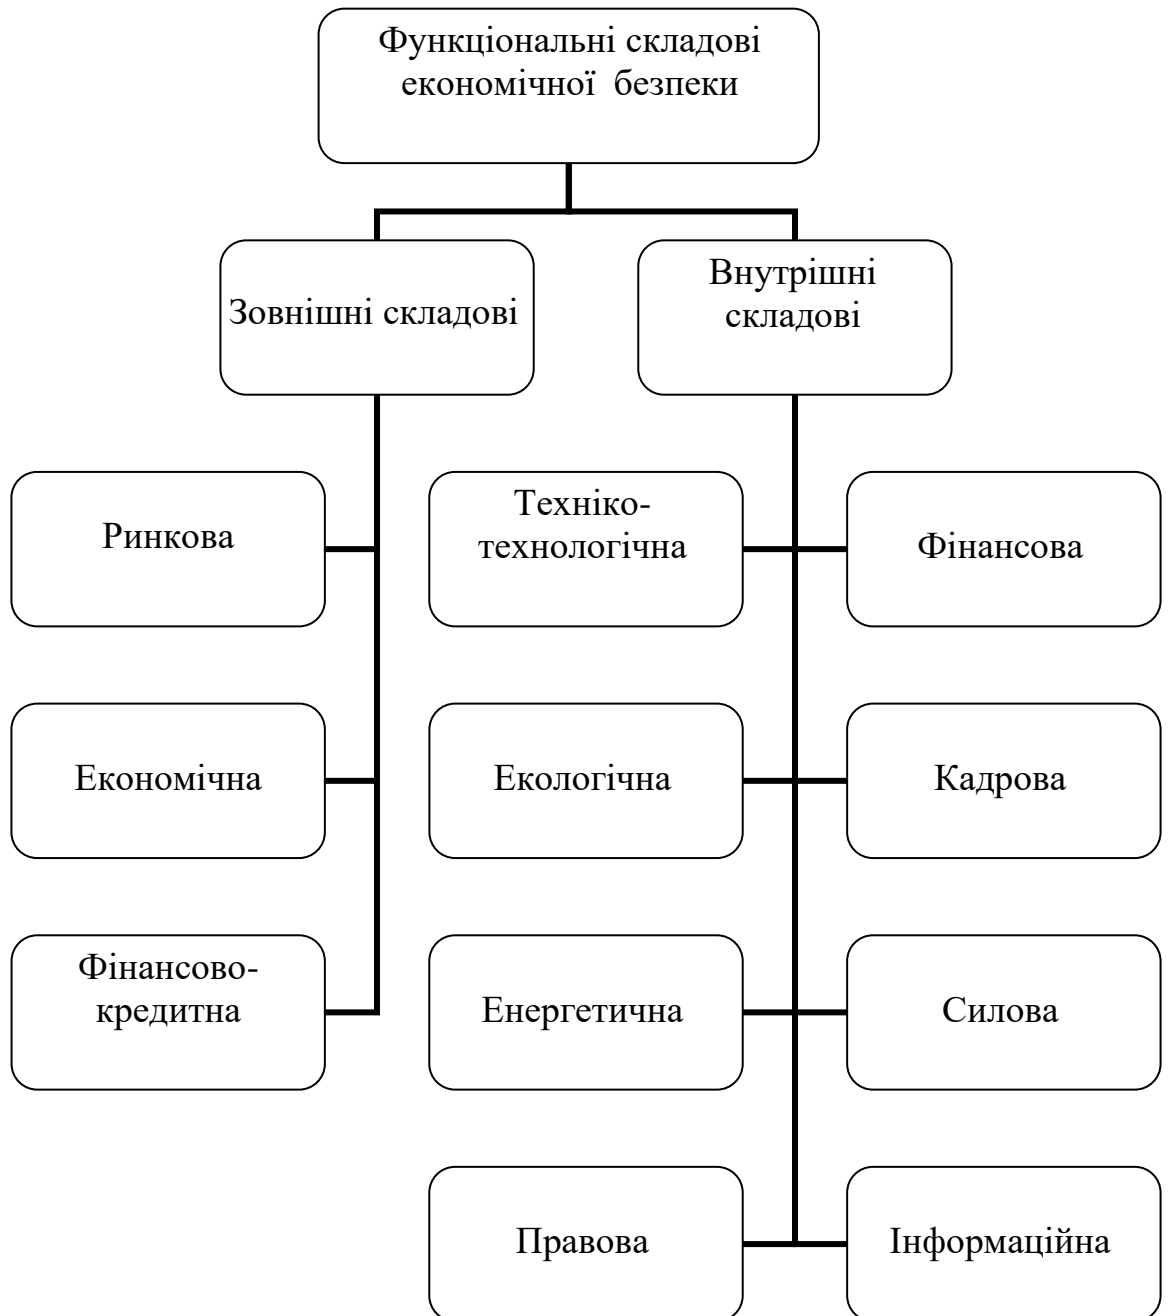 Функціональні складові
економічної безпеки
Зовнішні складові
Внутрішні
складові
Ринкова
Техніко-
технологічна
Фінансова
Економічна
Екологічна
Кадрова
Фінансово-
кредитна
Енергетична
Силова
Правова
Інформаційна